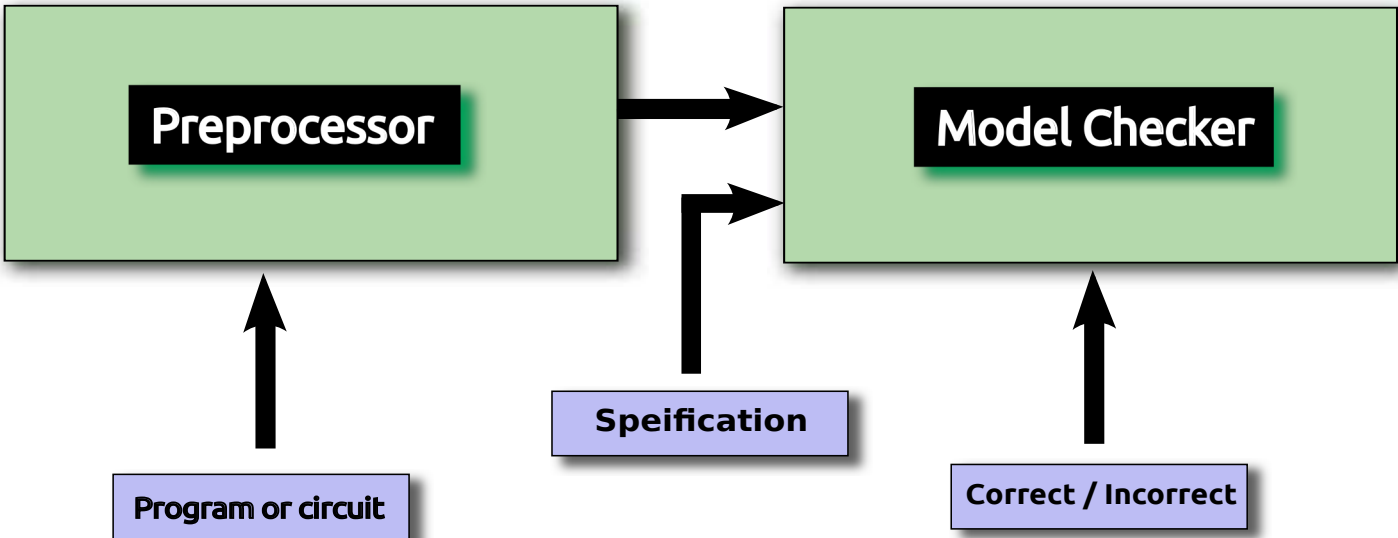 Preprocessor
Model Checker
Speification
Program or circuit
Correct / Incorrect